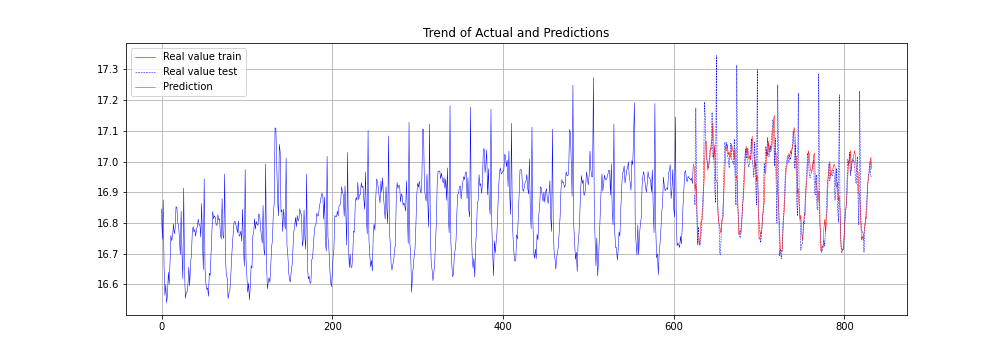 Trend of Actual and Predictions
Real value train
Real value test
Prediction
17.3
17.2
17.1
17.0
16.9
16.8
16.7
16.6
0 200 400 600 800